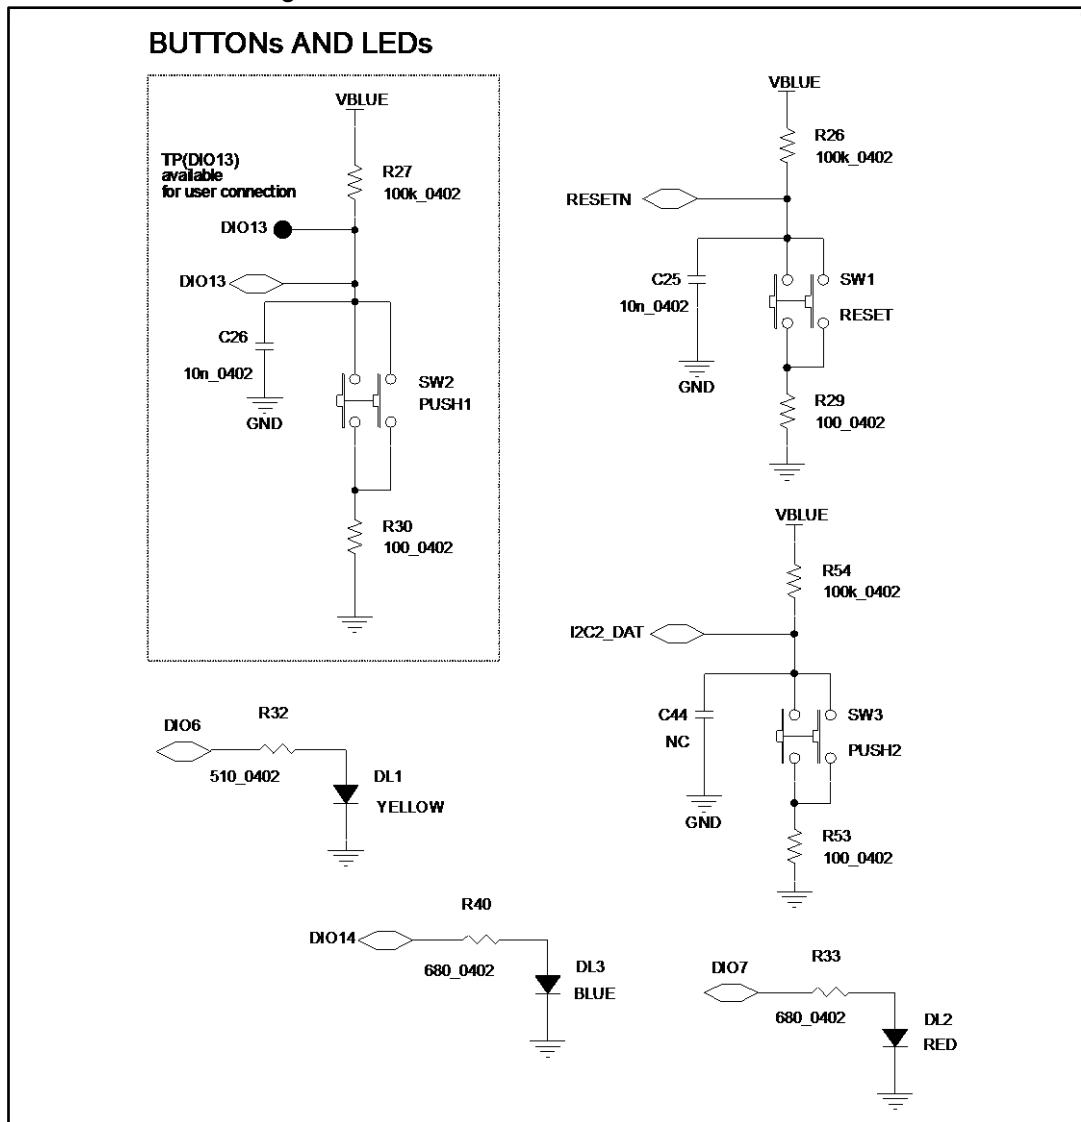 BUTTONs AND LEDs
VBLUE
TP(DIO13)
available
for user connection
R27
100k_0402
DIO13
DIO13
C26
10n_0402
GND
SW2
PUSH1
R30
100_0402
VBLUE
R26
100k_0402
RESETN
C25
10n_0402
GND
SW1
RESET
R29
100_0402
VBLUE
R54
100k_0402
I2C2_DAT
C44
NC
GND
SW3
PUSH2
R53
100_0402
DIO6
R32
510_0402
DL1
YELLOW
DIO14
R40
680_0402
DL3
BLUE
DIO7
R33
680_0402
DL2
RED